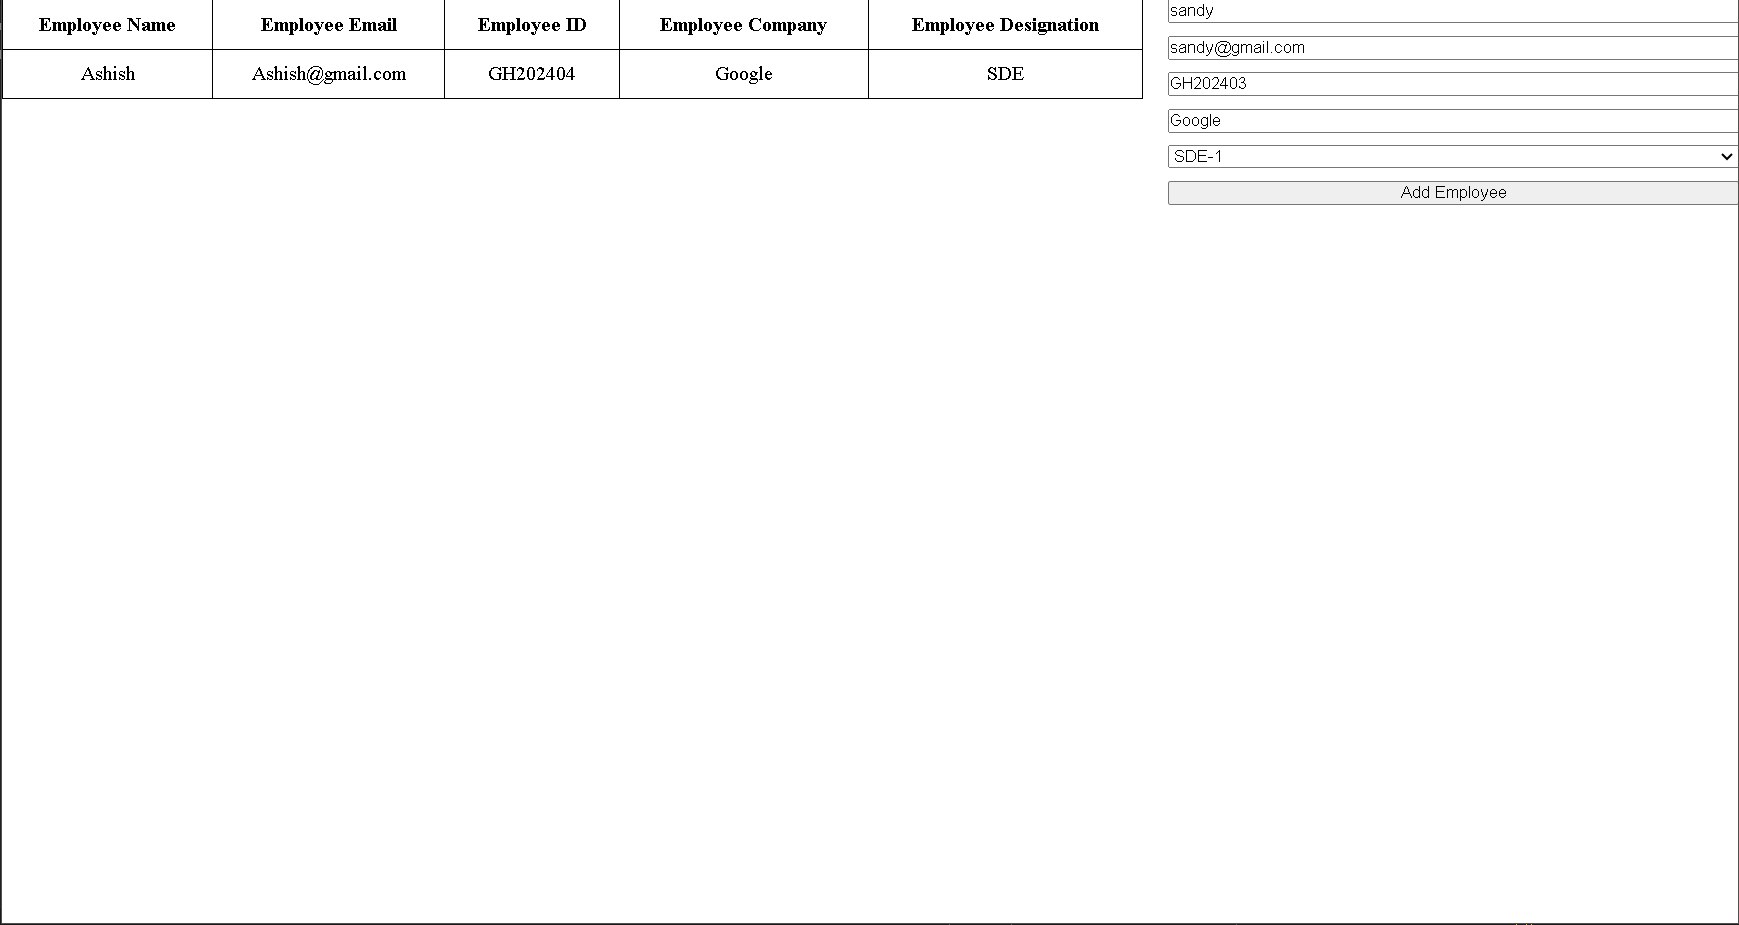 Employee Name Employee Email Employee ID Employee Company Employee Designation
Ashish Ashish@gmail.com GH202404 Google SDE
sandy
sandy@gmail.com
GH202403
Google
SDE-1
Add Employee